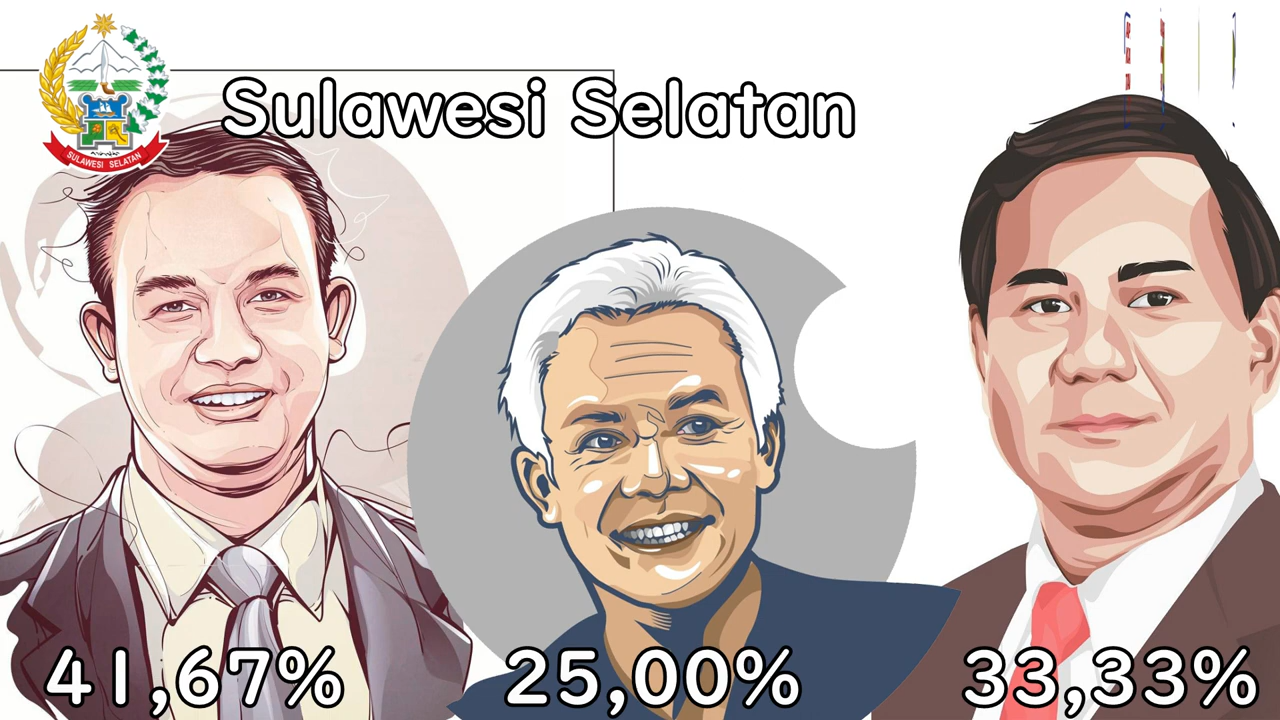 Sulawesi Selatan
SULAWESI SELATAN
41,67%
25,00%
33,33%